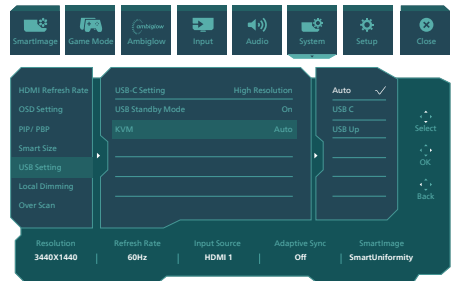 ambiglow
SmartImage Game Mode Ambiglow Input Audio System Setup Close
HDMI Refresh Rate USB-C Setting High Resolution Auto
OSD Setting USB Standby Mode On USB C
PIP/ PBP KVM Auto USB Up Select
Smart Size
USB Setting OK
Local Dimming
Back
Over Scan
Resolution Refresh Rate Input Source Adaptive Sync SmartImage
3440X1440 60Hz HDMI 1 Off SmartUniformity